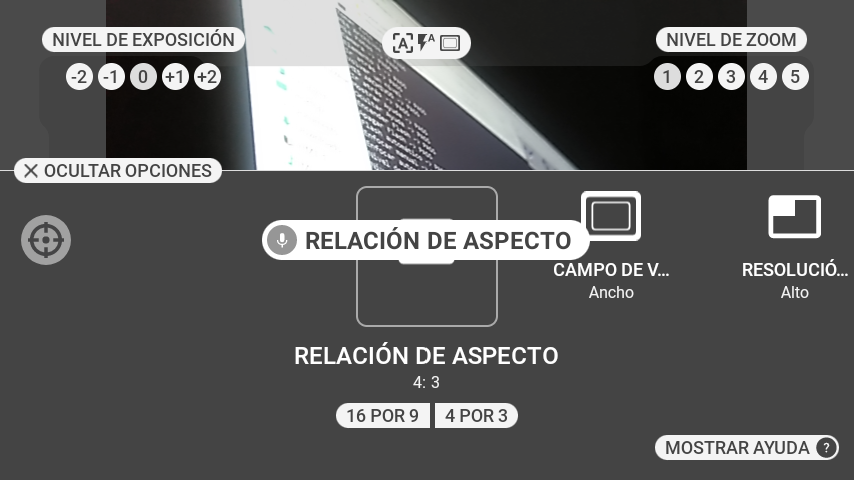 NIVEL DE EXPOSICIÓN
-2 -1 0 +1 +2
A A
NIVEL DE ZOOM
1 2 3 4 5
OCULTAR OPCIONES
RELACIÓN DE ASPECTO
CAMPO DE V...
Ancho
RESOLUCIÓ...
Alto
RELACIÓN DE ASPECTO
4: 3
16 POR 9
4 POR 3
MOSTRAR AYUDA ?